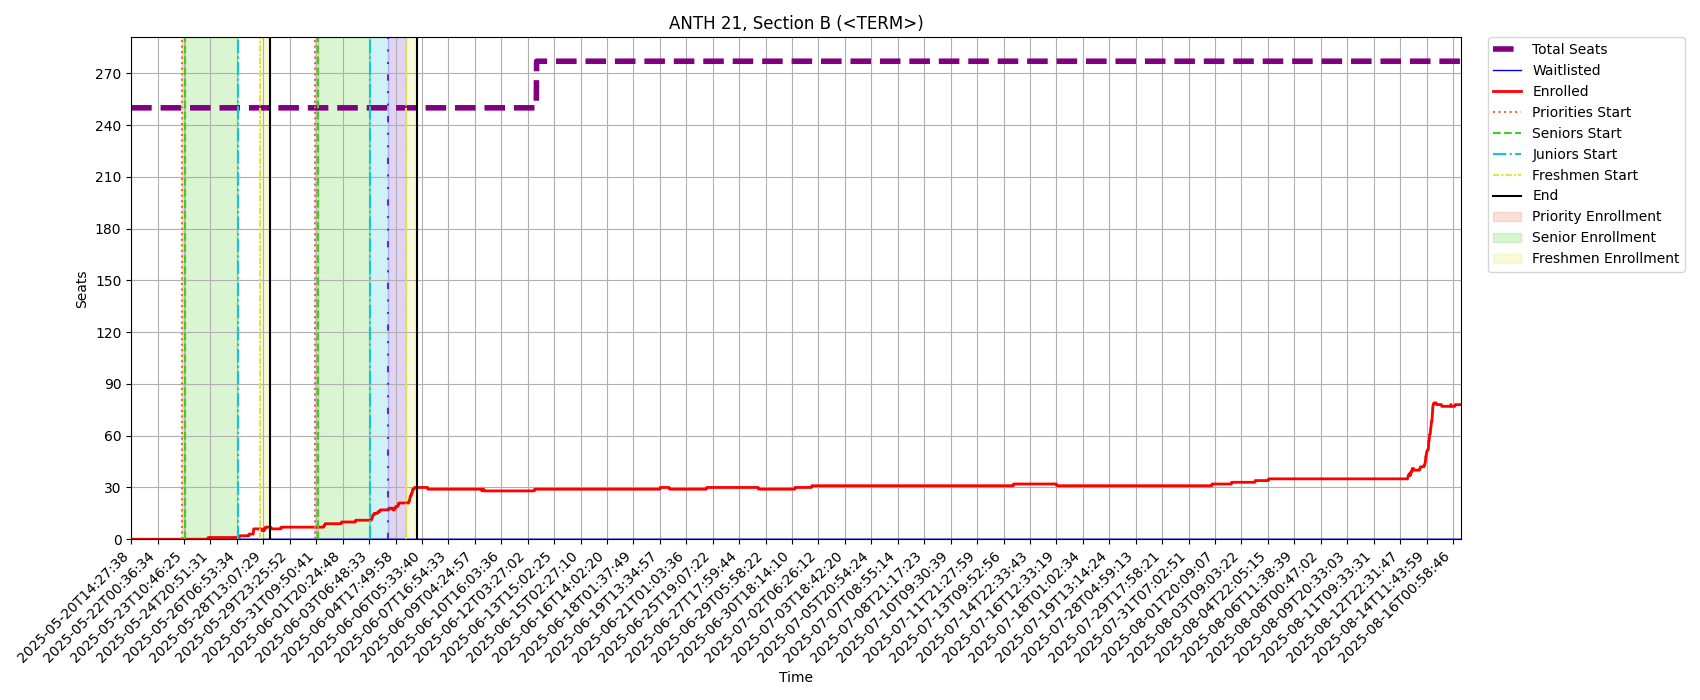 ANTH 21, Section B (<TERM>)
Total Seats
Waitlisted
Enrolled
Priorities Start
Seniors Start
Juniors Start
Freshmen Start
End
Priority Enrollment
Senior Enrollment
Freshmen Enrollment
Seats
270
240
210
180
150
120
90
60
30
0
2025-05-20T14:27:38
2025-05-22T00:36:34
2025-05-23T10:46:25
2025-05-24T20:51:31
2025-05-26T06:53:34
2025-05-28T13:07:29
2025-05-29T23:25:52
2025-05-31T09:50:41
2025-06-01T20:24:48
2025-06-03T06:48:33
2025-06-04T17:49:58
2025-06-06T05:33:40
2025-06-07T16:54:33
2025-06-09T04:24:57
2025-06-10T16:03:36
2025-06-12T03:27:02
2025-06-13T15:02:25
2025-06-15T02:27:10
2025-06-16T14:02:20
2025-06-18T01:37:49
2025-06-19T13:34:57
2025-06-21T01:03:36
2025-06-25T19:07:22
2025-06-27T17:59:44
2025-06-29T05:58:22
2025-06-30T18:14:10
2025-07-02T06:26:12
2025-07-03T18:42:20
2025-07-05T20:54:24
2025-07-07T08:55:14
2025-07-08T21:17:23
2025-07-10T09:30:39
2025-07-11T21:27:59
2025-07-13T09:52:56
2025-07-14T22:33:43
2025-07-16T12:33:19
2025-07-18T01:02:34
2025-07-19T13:14:24
2025-07-28T04:59:13
2025-07-29T17:58:21
2025-07-31T07:02:51
2025-08-01T20:09:07
2025-08-03T09:03:22
2025-08-04T22:05:15
2025-08-06T11:38:39
2025-08-08T00:47:02
2025-08-09T20:33:03
2025-08-11T09:33:31
2025-08-12T22:31:47
2025-08-14T11:43:59
2025-08-16T00:58:46
Time